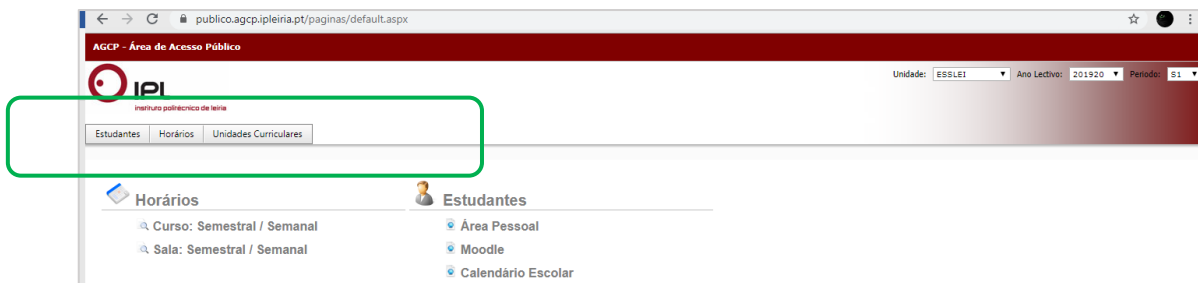 publico.agcp.ipleiria.pt/paginas/default.aspx
AGCP - Área de Acesso Público
Unidade: ESSLEI Ano Lectivo: 201920 Periodo: S1
IPL
instituto politécnico de leiria
Estudantes Horários Unidades Curriculares
Horários Estudantes
Curso: Semestral / Semanal Área Pessoal
Sala: Semestral / Semanal Moodle
Calendário Escolar